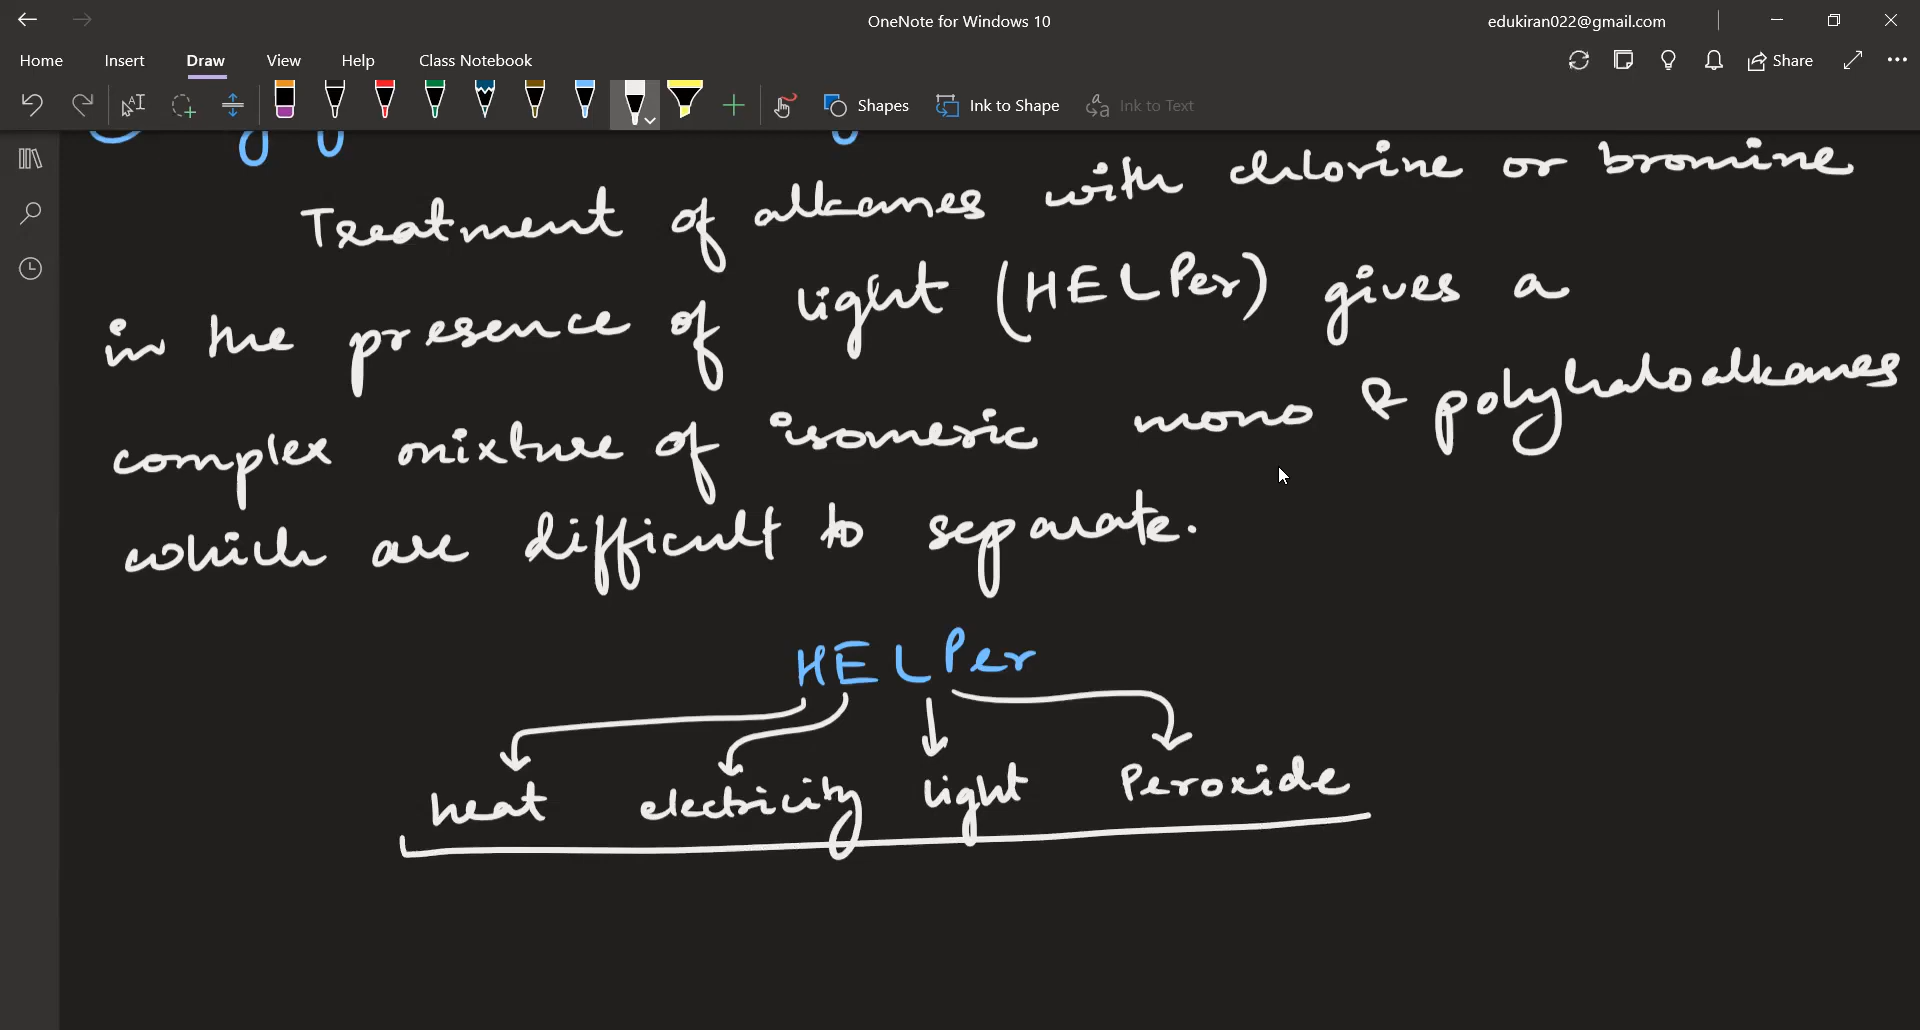 OneNote for Windows 10
edukiran022@gmail.com
Home Insert Draw View Help Class Notebook
Share
Shapes Ink to Shape Ink to Text
Treatment of alkanes with chlorine or bromine
in the presence of light (HELPer) gives a
complex mixture of isomeric mono & polyhaloalkanes
which are difficult to separate.
HELPer
heat electricity light Peroxide